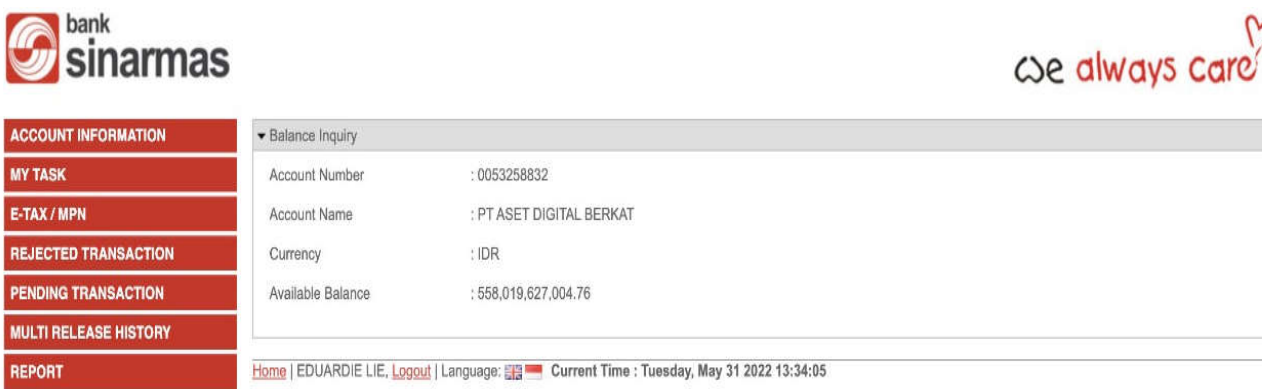 bank
sinarmas
we always care
ACCOUNT INFORMATION
MY TASK
E-TAX / MPN
REJECTED TRANSACTION
PENDING TRANSACTION
MULTI RELEASE HISTORY
REPORT
Balance Inquiry
Account Number : 0053258832
Account Name : PT ASET DIGITAL BERKAT
Currency : IDR
Available Balance : 558,019,627,004.76
Home | EDUARDIE LIE, Logout | Language: Current Time : Tuesday, May 31 2022 13:34:05